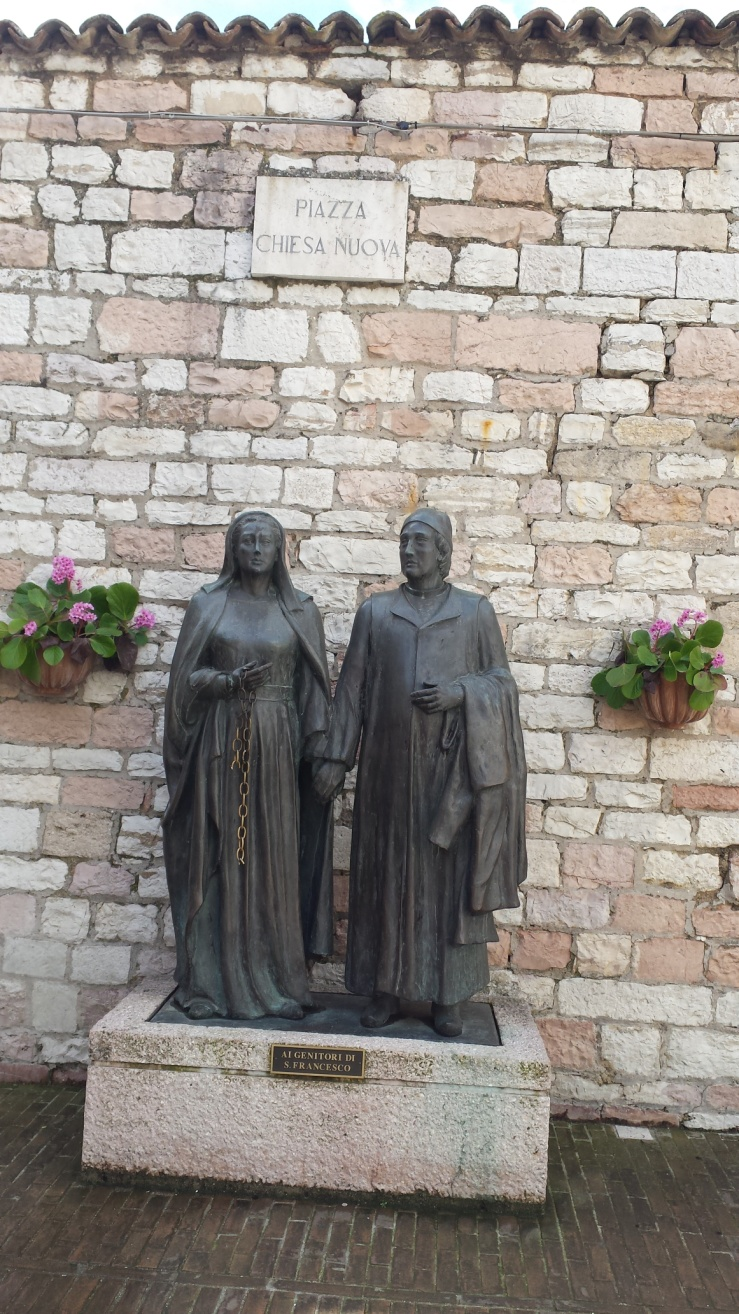 PIAZZA
CHIESA NUOVA
AI GENITORI DI
S. FRANCESCO